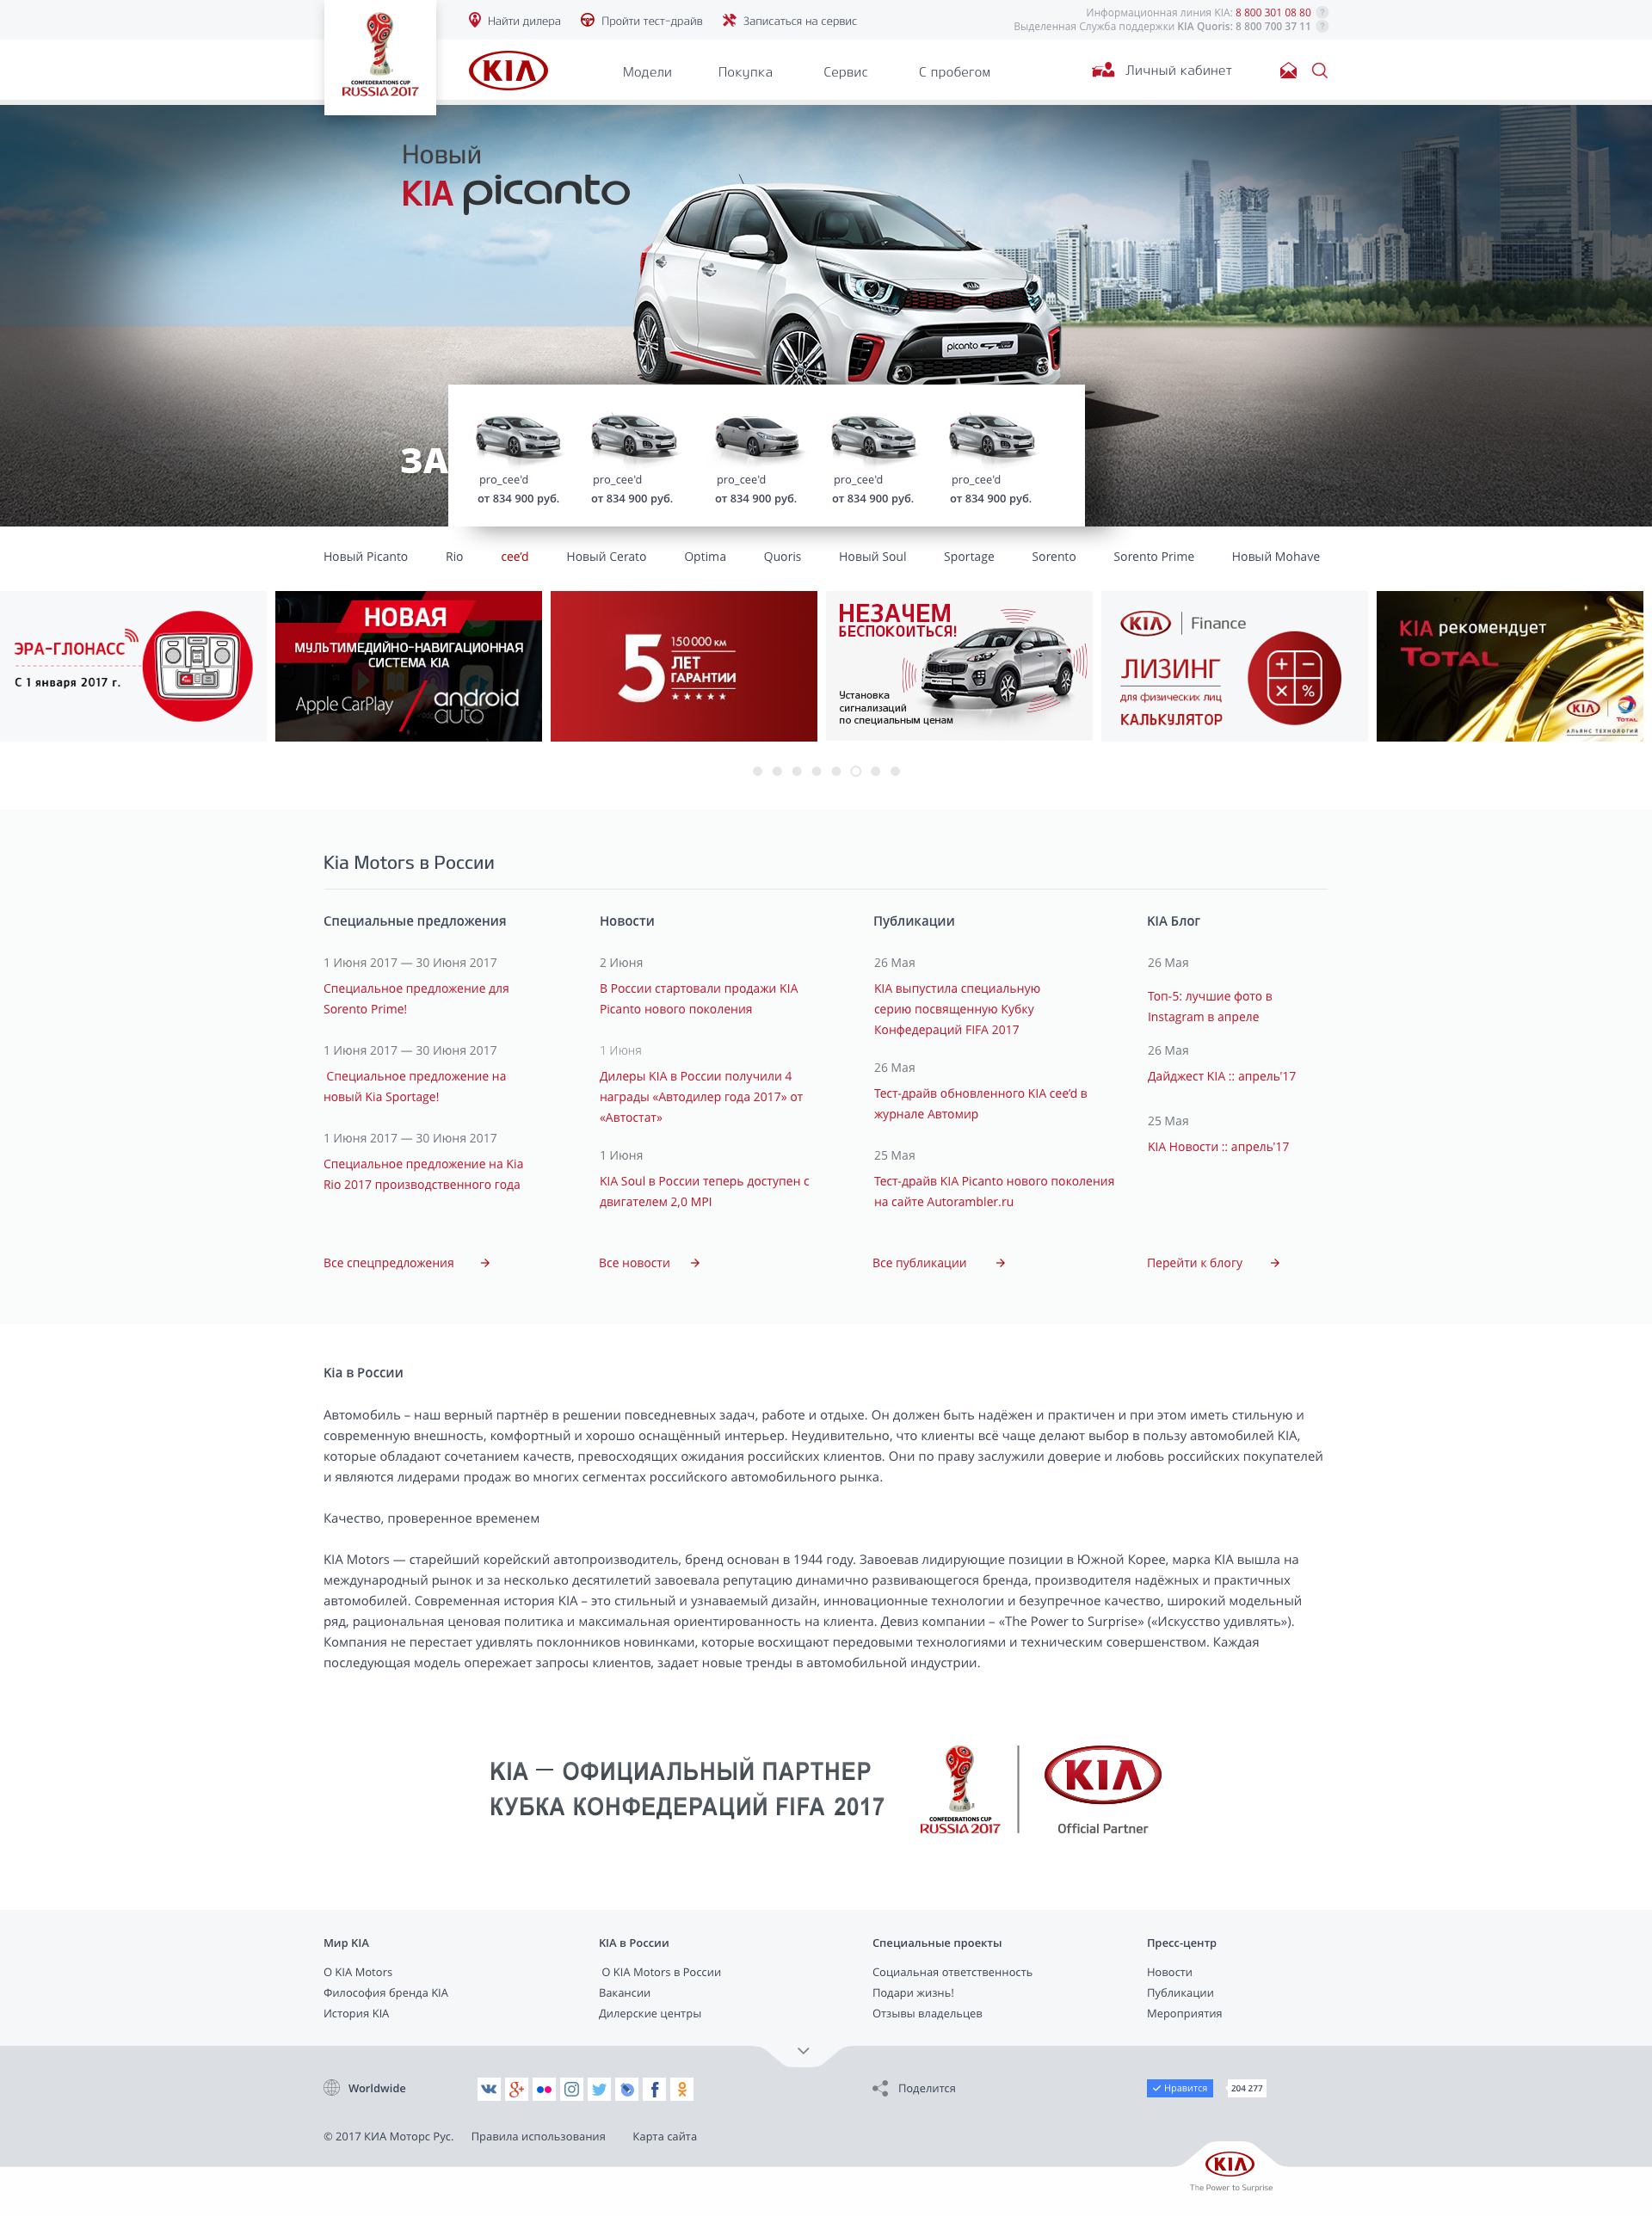 CONFEDERATIONS CUP
RUSSIA 2017
Найти дилера
Пройти тест-драйв
Записаться на сервис
Информационная линия KIA: 8 800 301 08 80 ?
Выделенная Служба поддержки KIA Quoris: 8 800 700 37 11 ?
KIA
Модели
Покупка
Сервис
С пробегом
Личный кабинет
Новый
KIA picanto
KIA
picanto
ЗА
pro_cee'd
от 834 900 руб.
pro_cee'd
от 834 900 руб.
pro_cee'd
от 834 900 руб.
pro_cee'd
от 834 900 руб.
pro_cee'd
от 834 900 руб.
Новый Picanto
Rio
cee'd
Новый Cerato
Optima
Quoris
Новый Soul
Sportage
Sorento
Sorento Prime
Новый Mohave
ЭРА-ГЛОНАСС
С 1 января 2017 г.
НОВАЯ
МУЛЬТИМЕДИЙНО-НАВИГАЦИОННАЯ
СИСТЕМА KIA
Apple CarPlay
android
auto
5
150 000 км
ЛЕТ
ГАРАНТИИ
НЕЗАЧЕМ
БЕСПОКОИТЬСЯ!
Установка
сигнализаций
по специальным ценам
KIA
Finance
ЛИЗИНГ
для физических лиц
КАЛЬКУЛЯТОР
KIA рекомендует
TOTAL
KIA
TOTAL
АЛЬЯНС ТЕХНОЛОГИЙ
Kia Motors в России
Специальные предложения
1 Июня 2017 — 30 Июня 2017
Специальное предложение для
Sorento Prime!
1 Июня 2017 — 30 Июня 2017
Специальное предложение на
новый Kia Sportage!
1 Июня 2017 — 30 Июня 2017
Специальное предложение на Kia
Rio 2017 производственного года
Все спецпредложения
Новости
2 Июня
В России стартовали продажи KIA
Picanto нового поколения
1 Июня
Дилеры KIA в России получили 4
награды «Автодилер года 2017» от
«Автостат»
1 Июня
KIA Soul в России теперь доступен с
двигателем 2,0 MPI
Все новости
Публикации
26 Мая
KIA выпустила специальную
серию посвященную Кубку
Конфедераций FIFA 2017
26 Мая
Тест-драйв обновленного KIA cee'd в
журнале Автомир
25 Мая
Тест-драйв KIA Picanto нового поколения
на сайте Autorambler.ru
Все публикации
KIA Блог
26 Мая
Топ-5: лучшие фото в
Instagram в апреле
26 Мая
Дайджест KIA :: апрель'17
25 Мая
KIA Новости :: апрель'17
Перейти к блогу
Kia в России
Автомобиль – наш верный партнёр в решении повседневных задач, работе и отдыхе. Он должен быть надёжен и практичен и при этом иметь стильную и
современную внешность, комфортный и хорошо оснащённый интерьер. Неудивительно, что клиенты всё чаще делают выбор в пользу автомобилей KIA,
которые обладают сочетанием качеств, превосходящих ожидания российских клиентов. Они по праву заслужили доверие и любовь российских покупателей
и являются лидерами продаж во многих сегментах российского автомобильного рынка.
Качество, проверенное временем
KIA Motors — старейший корейский автопроизводитель, бренд основан в 1944 году. Завоевав лидирующие позиции в Южной Корее, марка KIA вышла на
международный рынок и за несколько десятилетий завоевала репутацию динамично развивающегося бренда, производителя надёжных и практичных
автомобилей. Современная история KIA – это стильный и узнаваемый дизайн, инновационные технологии и безупречное качество, широкий модельный
ряд, рациональная ценовая политика и максимальная ориентированность на клиента. Девиз компании – «The Power to Surprise» («Искусство удивлять»).
Компания не перестает удивлять поклонников новинками, которые восхищают передовыми технологиями и техническим совершенством. Каждая
последующая модель опережает запросы клиентов, задает новые тренды в автомобильной индустрии.
KIA — ОФИЦИАЛЬНЫЙ ПАРТНЕР
КУБКА КОНФЕДЕРАЦИЙ FIFA 2017
CONFEDERATIONS CUP
RUSSIA 2017
KIA
Official Partner
Мир KIA
О KIA Motors
Философия бренда KIA
История KIA
KIA в России
О KIA Motors в России
Вакансии
Дилерские центры
Специальные проекты
Социальная ответственность
Подари жизнь!
Отзывы владельцев
Пресс-центр
Новости
Публикации
Мероприятия
Worldwide
Поделится
Нравится
204 277
© 2017 КИА Моторс Рус.
Правила использования
Карта сайта
KIA
The Power to Surprise